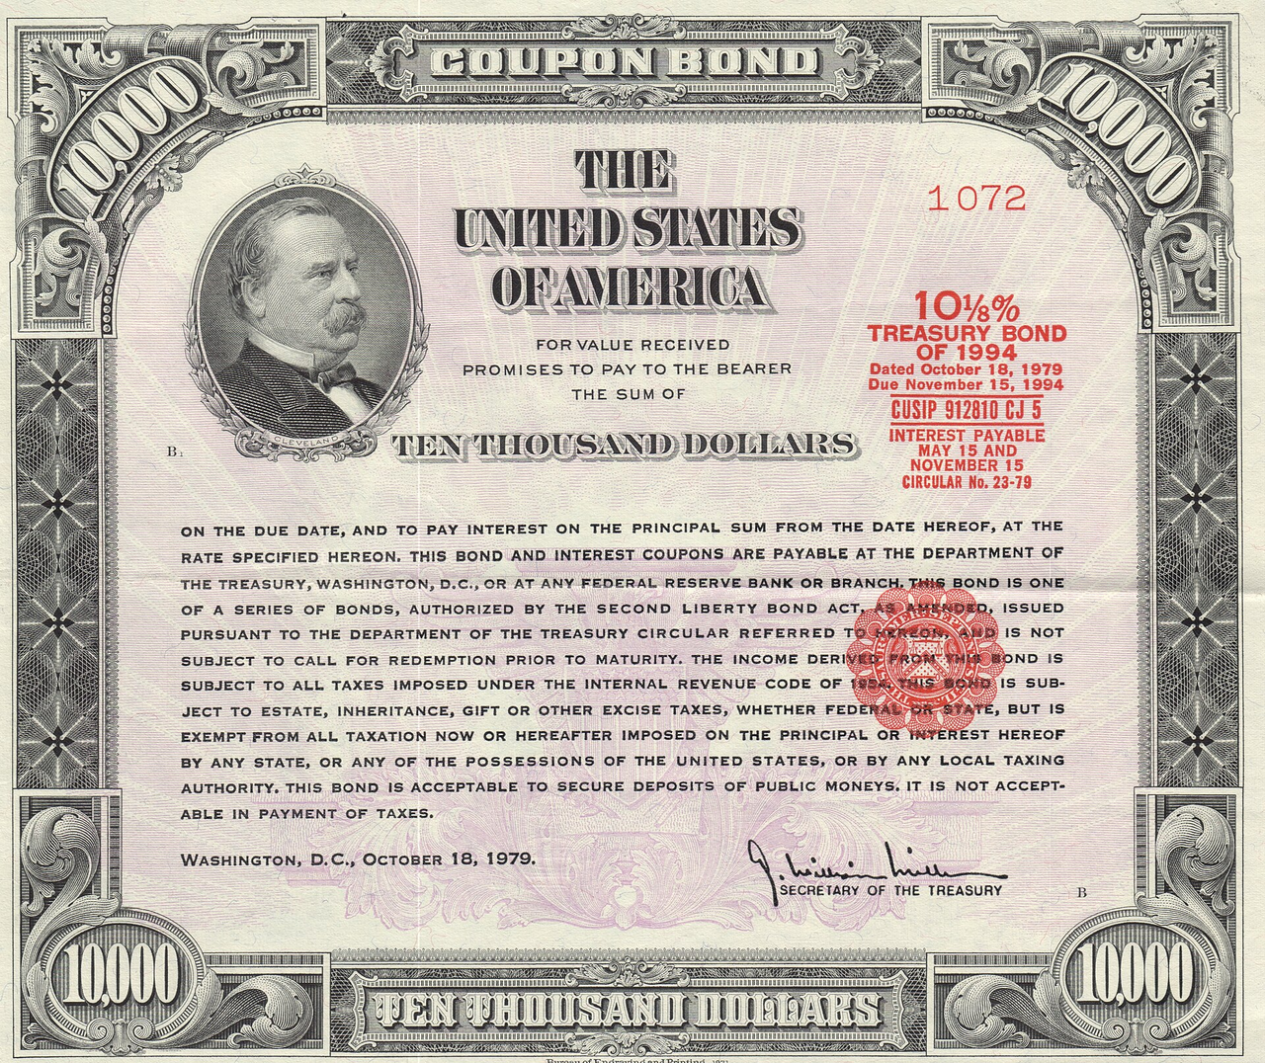 COUPON BOND
10,000
10,000
THE
UNITED STATES
OF AMERICA
1072
FOR VALUE RECEIVED
PROMISES TO PAY TO THE BEARER
THE SUM OF
TEN THOUSAND DOLLARS
10⅛%
TREASURY BOND
OF 1994
Dated October 18, 1979
Due November 15, 1994
CUSIP 912810 CJ 5
INTEREST PAYABLE
MAY 15 AND
NOVEMBER 15
CIRCULAR No. 23-79
CLEVELAND
B1
ON THE DUE DATE, AND TO PAY INTEREST ON THE PRINCIPAL SUM FROM THE DATE HEREOF, AT THE
RATE SPECIFIED HEREON. THIS BOND AND INTEREST COUPONS ARE PAYABLE AT THE DEPARTMENT OF
THE TREASURY, WASHINGTON, D.C., OR AT ANY FEDERAL RESERVE BANK OR BRANCH. THIS BOND IS ONE
OF A SERIES OF BONDS, AUTHORIZED BY THE SECOND LIBERTY BOND ACT, AS AMENDED, ISSUED
PURSUANT TO THE DEPARTMENT OF THE TREASURY CIRCULAR REFERRED TO HEREON, AND IS NOT
SUBJECT TO CALL FOR REDEMPTION PRIOR TO MATURITY. THE INCOME DERIVED FROM THIS BOND IS
SUBJECT TO ALL TAXES IMPOSED UNDER THE INTERNAL REVENUE CODE OF 1954. THIS BOND IS SUB-
JECT TO ESTATE, INHERITANCE, GIFT OR OTHER EXCISE TAXES, WHETHER FEDERAL OR STATE, BUT IS
EXEMPT FROM ALL TAXATION NOW OR HEREAFTER IMPOSED ON THE PRINCIPAL OR INTEREST HEREOF
BY ANY STATE, OR ANY OF THE POSSESSIONS OF THE UNITED STATES, OR BY ANY LOCAL TAXING
AUTHORITY. THIS BOND IS ACCEPTABLE TO SECURE DEPOSITS OF PUBLIC MONEYS. IT IS NOT ACCEPT-
ABLE IN PAYMENT OF TAXES.
WASHINGTON, D.C., OCTOBER 18, 1979.
G. William Miller
SECRETARY OF THE TREASURY
B
10,000
10,000
TEN THOUSAND DOLLARS
Bureau of Engraving and Printing